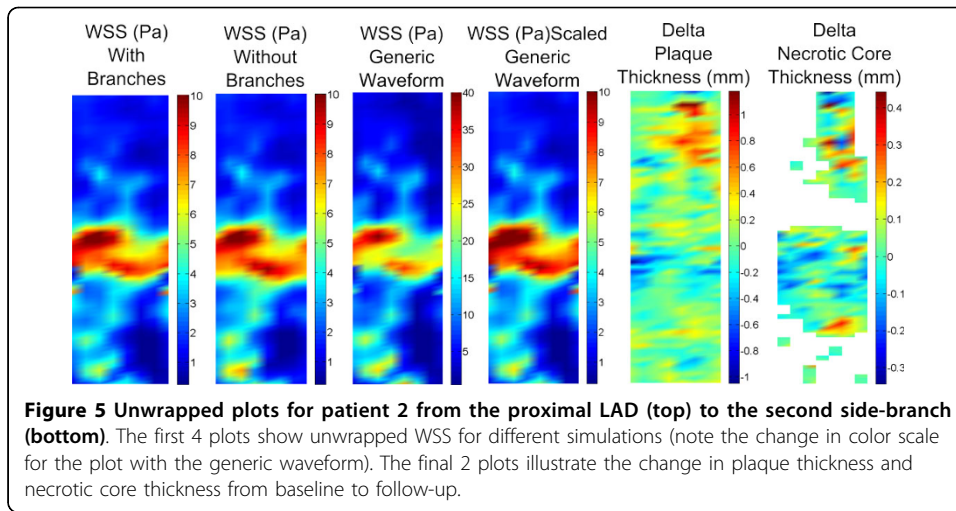 WSS (Pa)
With
Branches
WSS (Pa)
Without
Branches
WSS (Pa)
Generic
Waveform
WSS (Pa)Scaled
Generic
Waveform
Delta
Plaque
Thickness (mm)
Delta
Necrotic Core
Thickness (mm)
10
9
8
7
6
5
4
3
2
1
10
9
8
7
6
5
4
3
2
1
40
35
30
25
20
15
10
5
10
9
8
7
6
5
4
3
2
1
1
0.8
0.6
0.4
0.2
0
-0.2
-0.4
-0.6
-0.8
-1
0.4
0.3
0.2
0.1
0
-0.1
-0.2
-0.3
Figure 5 Unwrapped plots for patient 2 from the proximal LAD (top) to the second side-branch
(bottom). The first 4 plots show unwrapped WSS for different simulations (note the change in color scale
for the plot with the generic waveform). The final 2 plots illustrate the change in plaque thickness and
necrotic core thickness from baseline to follow-up.